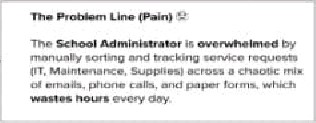 The Problem Line (Pain) ☹
The School Administrator is overwhelmed by
manually sorting and tracking service requests
(IT, Maintenance, Supplies) across a chaotic mix
of emails, phone calls, and paper forms, which
wastes hours every day.